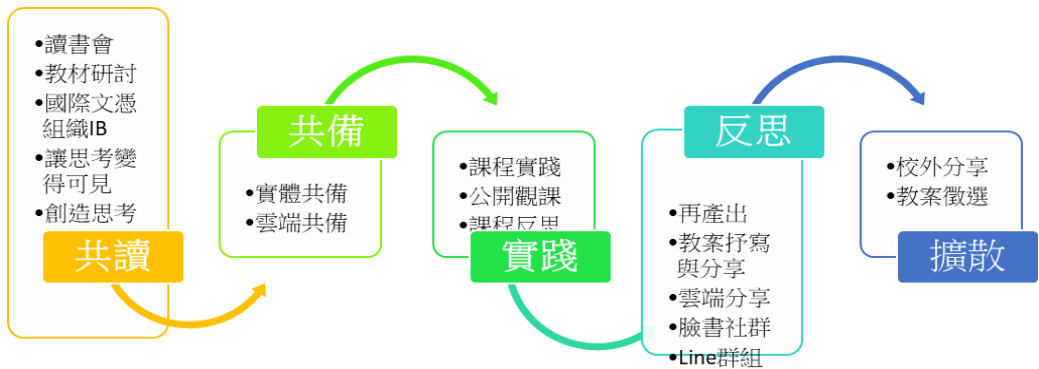 •讀書會
•教材研討
•國際文憑
組織IB
•讓思考變
得可見
•創造思考
共讀
共備
•實體共備
•雲端共備
•課程實踐
•公開觀課
•課程反思
實踐
反思
•再產出
•教案抒寫
與分享
•雲端分享
•臉書社群
•Line群組
•校外分享
•教案徵選
擴散